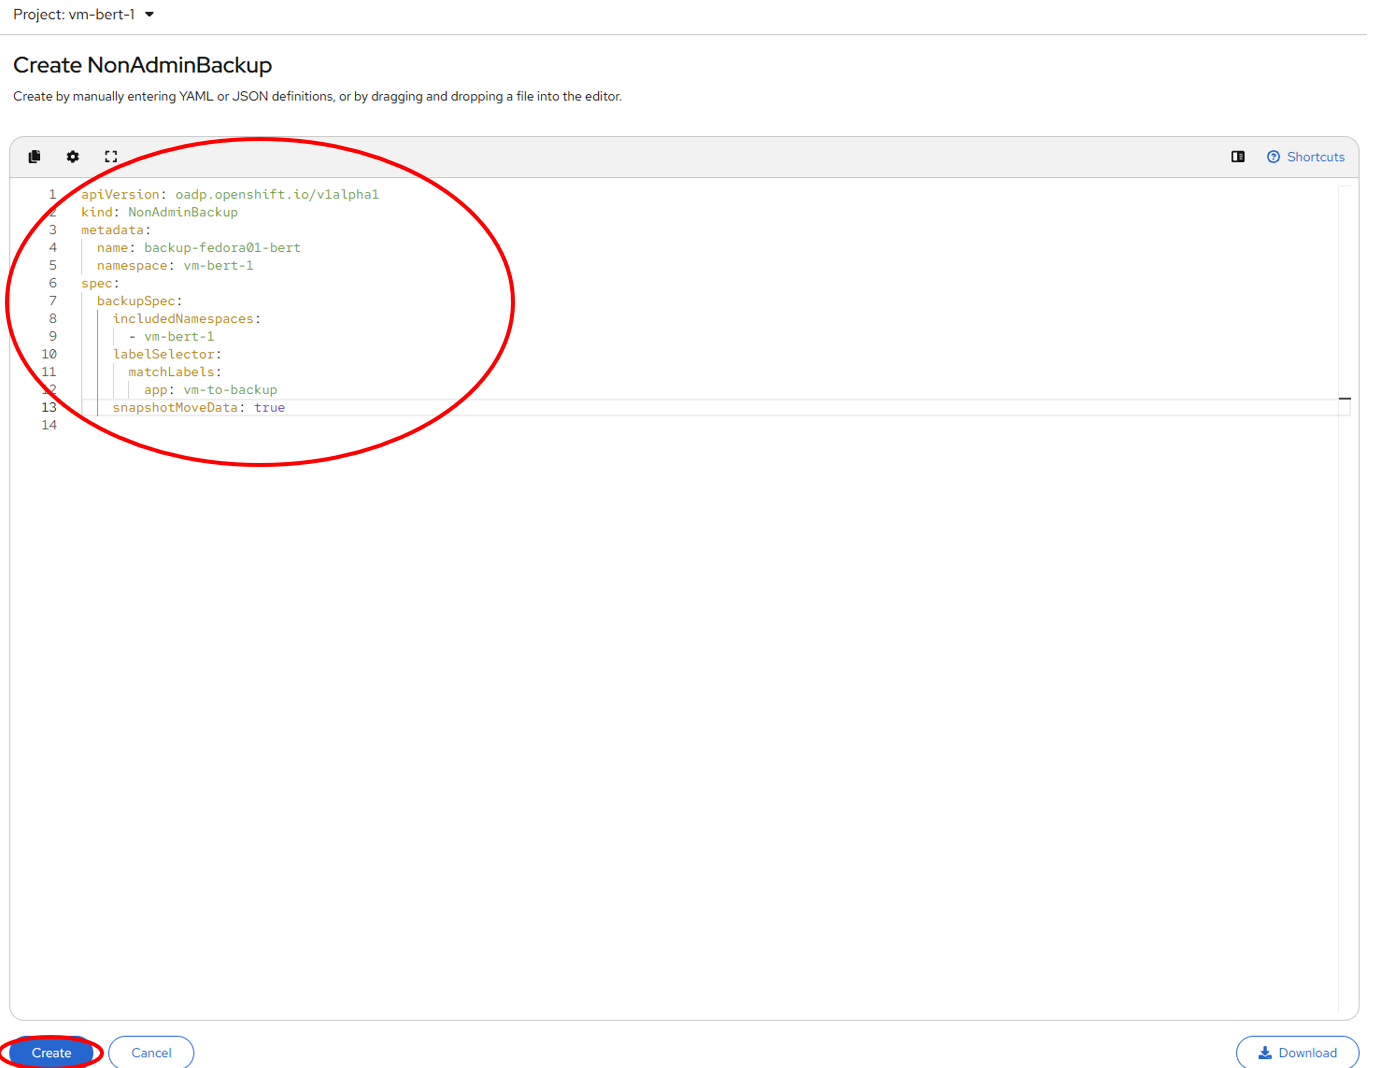 Project: vm-bert-1
Create NonAdminBackup
Create by manually entering YAML or JSON definitions, or by dragging and dropping a file into the editor.
Shortcuts
1 apiVersion: oadp.openshift.io/v1alpha1
2 kind: NonAdminBackup
3 metadata:
4   name: backup-fedora01-bert
5   namespace: vm-bert-1
6 spec:
7   backupSpec:
8     includedNamespaces:
9       - vm-bert-1
10     labelSelector:
11       matchLabels:
12         app: vm-to-backup
13     snapshotMoveData: true
14
Create Cancel Download